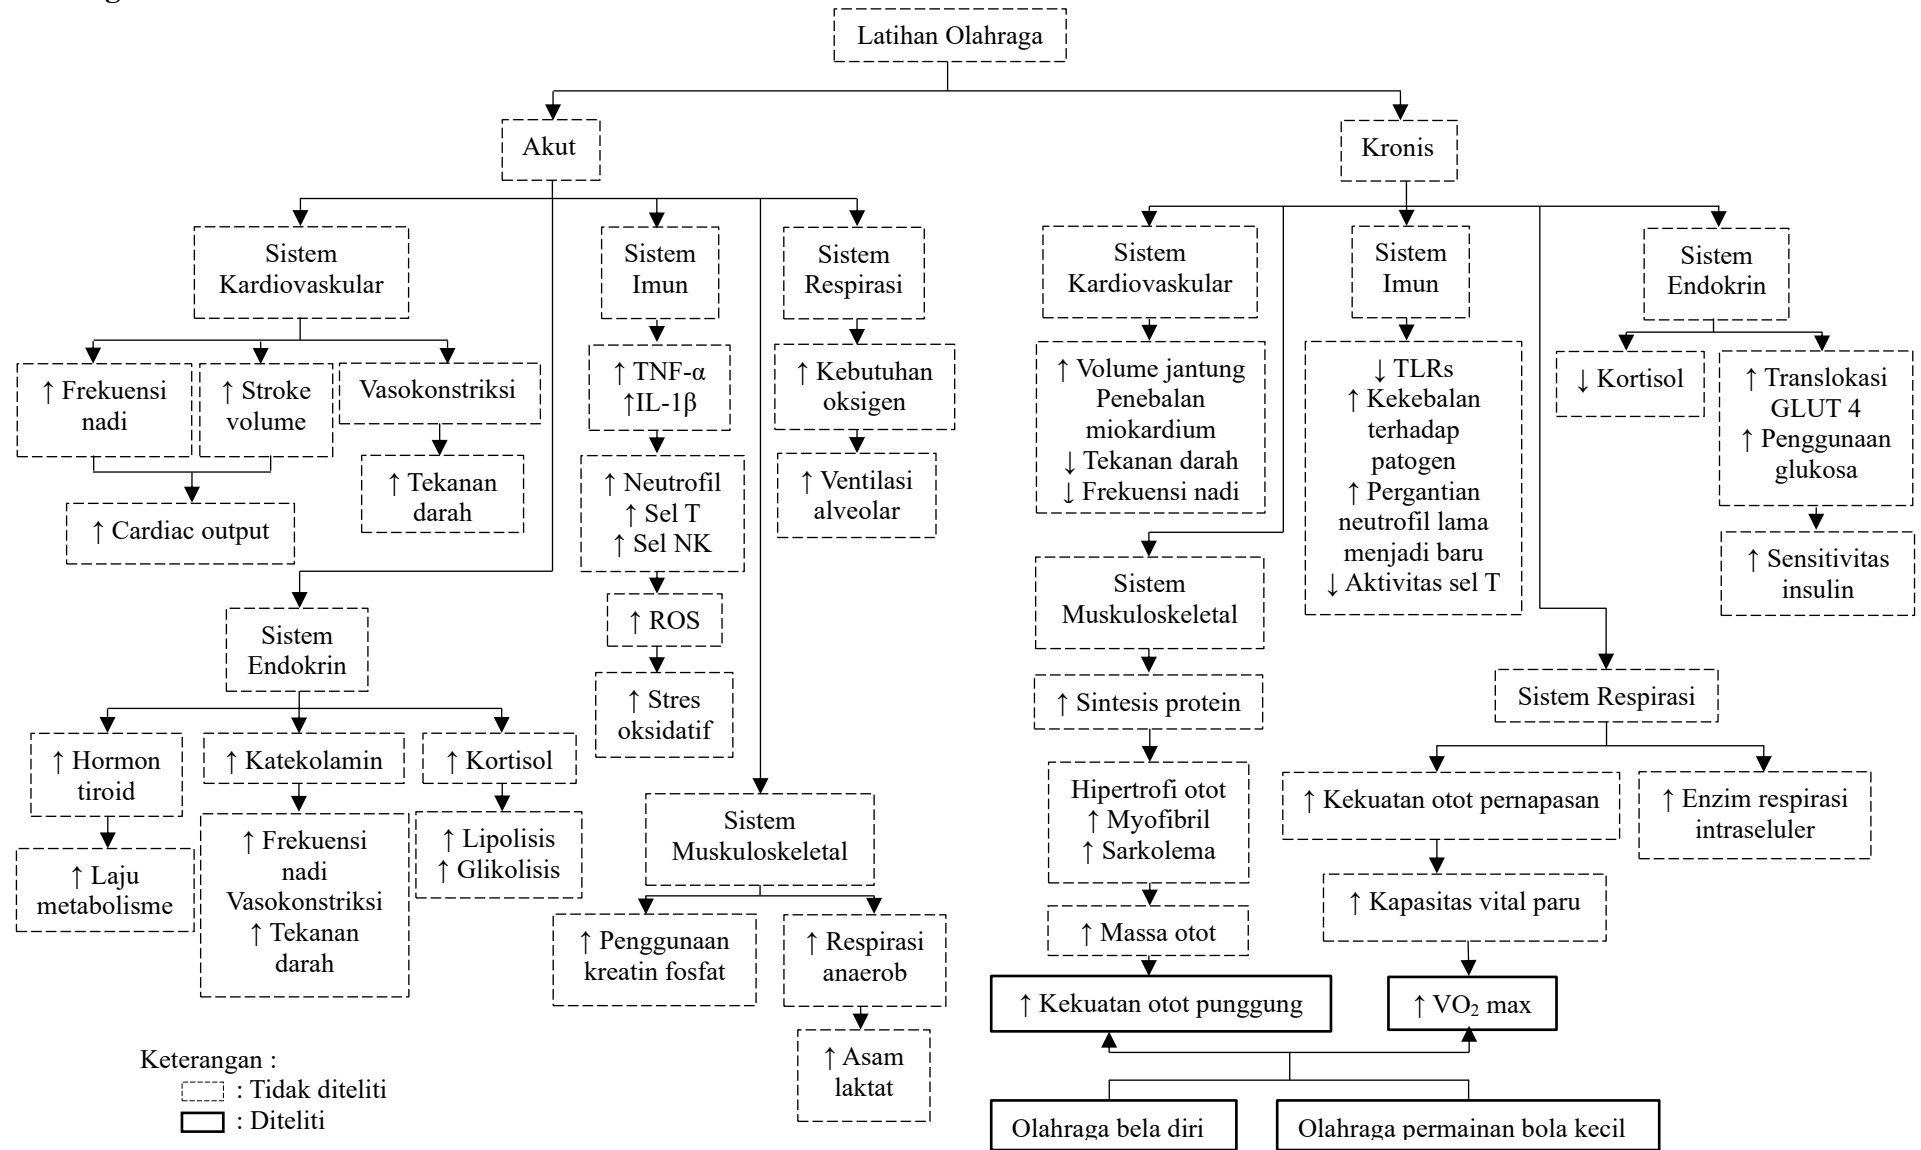 Latihan Olahraga
Akut
Kronis
Sistem
Kardiovaskular
Sistem
Imun
Sistem
Respirasi
Sistem
Kardiovaskular
Sistem
Imun
Sistem
Endokrin
↑ Frekuensi
nadi
↑ Stroke
volume
Vasokonstriksi
↑ TNF-α
↑IL-1β
↑ Kebutuhan
oksigen
↑ Volume jantung
Penebalan
miokardium
↓ Tekanan darah
↓ Frekuensi nadi
↓ TLRs
↑ Kekebalan
terhadap
patogen
↑ Pergantian
neutrofil lama
menjadi baru
↓ Aktivitas sel T
↓ Kortisol
↑ Translokasi
GLUT 4
↑ Penggunaan
glukosa
↑ Cardiac output
↑ Tekanan
darah
↑ Neutrofil
↑ Sel T
↑ Sel NK
↑ Ventilasi
alveolar
↑ Sensitivitas
insulin
Sistem
Muskuloskeletal
↑ ROS
Sistem
Endokrin
↑ Stres
oksidatif
↑ Sintesis protein
Sistem Respirasi
↑ Hormon
tiroid
↑ Katekolamin
↑ Kortisol
Hipertrofi otot
↑ Myofibril
↑ Sarkolema
↑ Kekuatan otot pernapasan
↑ Enzim respirasi
intraseluler
↑ Laju
metabolisme
↑ Frekuensi
nadi
Vasokonstriksi
↑ Tekanan
darah
↑ Lipolisis
↑ Glikolisis
Sistem
Muskuloskeletal
↑ Massa otot
↑ Kapasitas vital paru
↑ Penggunaan
kreatin fosfat
↑ Respirasi
anaerob
↑ Kekuatan otot punggung
↑ VO₂ max
↑ Asam
laktat
Keterangan :
: Tidak diteliti
: Diteliti
Olahraga bela diri
Olahraga permainan bola kecil